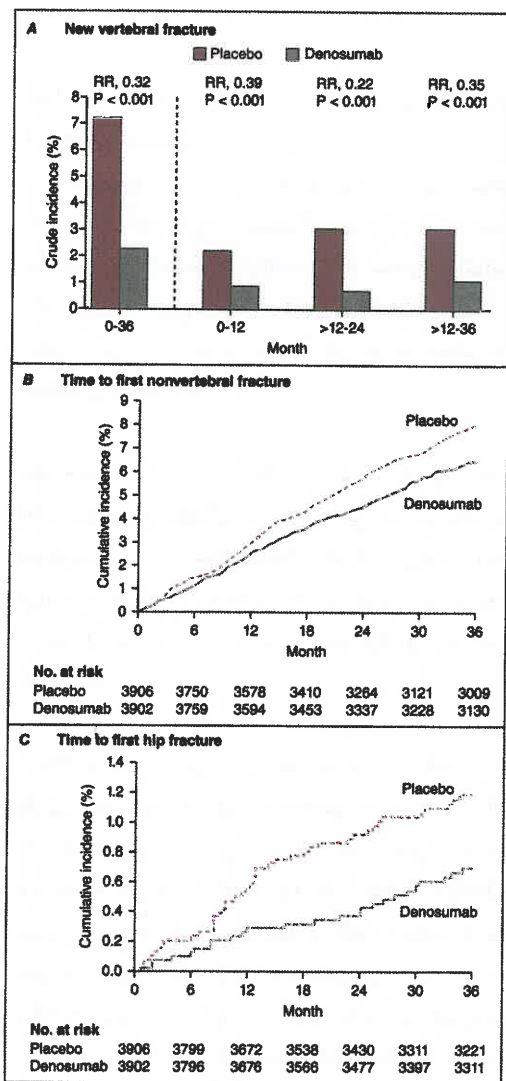 A New vertebral fracture
Placebo Denosumab
RR, 0.32 RR, 0.39 RR, 0.22 RR, 0.35
P < 0.001 P < 0.001 P < 0.001 P < 0.001
8
7
6
5
4
3
2
1
0
Crude incidence (%)
0-36 0-12 >12-24 >12-36
Month
B Time to first nonvertebral fracture
9
8
7
6
5
4
3
2
1
0
Cumulative incidence (%)
Placebo
Denosumab
0 6 12 18 24 30 36
Month
No. at risk
Placebo 3906 3750 3578 3410 3264 3121 3009
Denosumab 3902 3759 3594 3453 3337 3228 3130
C Time to first hip fracture
1.4
1.2
1.0
0.8
0.6
0.4
0.2
0.0
Cumulative incidence (%)
Placebo
Denosumab
0 6 12 18 24 30 36
Month
No. at risk
Placebo 3906 3799 3672 3538 3430 3311 3221
Denosumab 3902 3796 3676 3566 3477 3397 3311